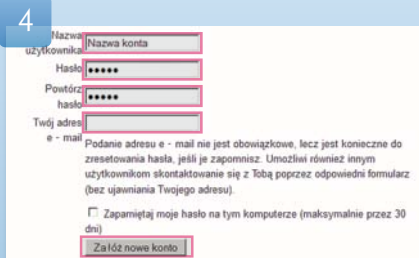 4
Nazwa użytkownika
Nazwa konta
Hasło
•••••
Powtórz hasło
•••••
Twój adres e - mail
Podanie adresu e - mail nie jest obowiązkowe, lecz jest konieczne do
zresetowania hasła, jeśli je zapomnisz. Umożliwi również innym
użytkownikom skontaktowanie się z Tobą poprzez odpowiedni formularz
(bez ujawniania Twojego adresu).
Zapamiętaj moje hasło na tym komputerze (maksymalnie przez 30
dni)
Załóż nowe konto